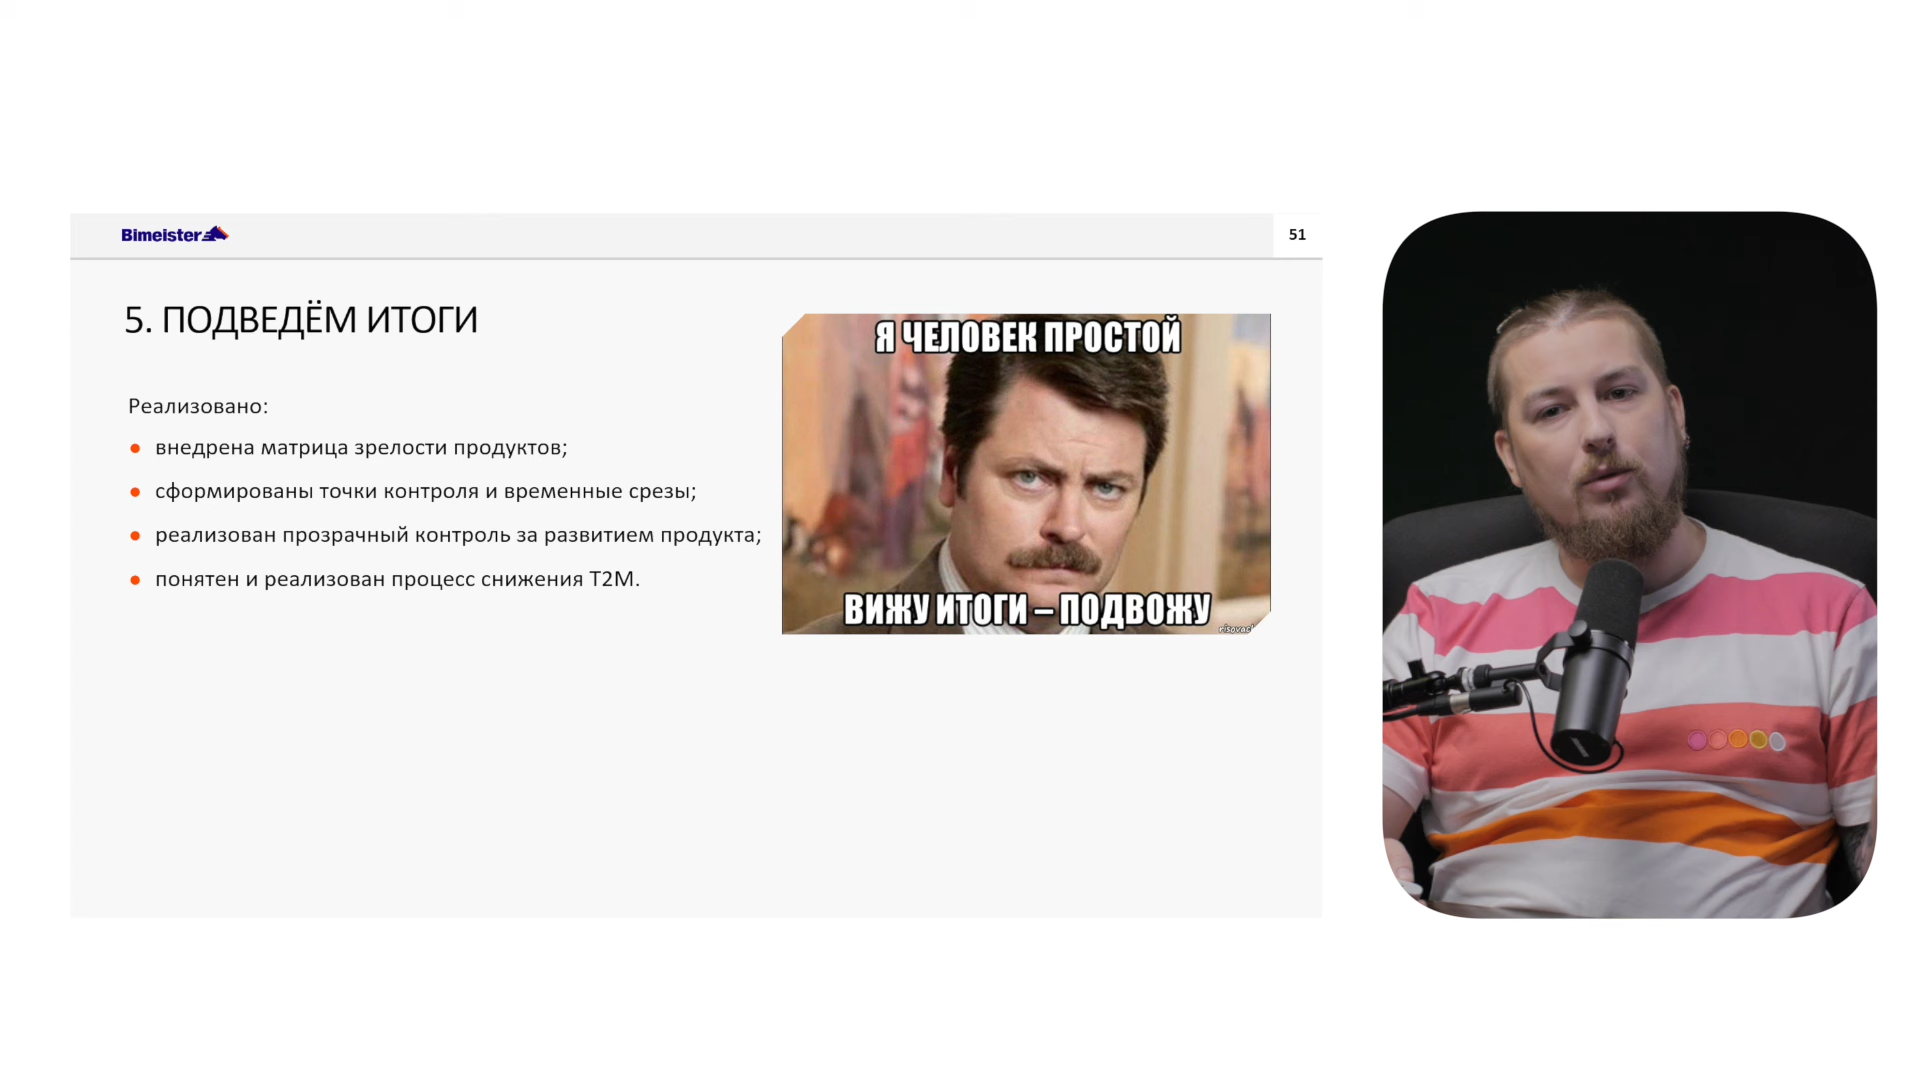 Bimeister
51
5. ПОДВЕДЁМ ИТОГИ
Реализовано:
внедрена матрица зрелости продуктов;
сформированы точки контроля и временные срезы;
реализован прозрачный контроль за развитием продукта;
понятен и реализован процесс снижения T2M.
Я ЧЕЛОВЕК ПРОСТОЙ
ВИЖУ ИТОГИ – ПОДВОЖУ